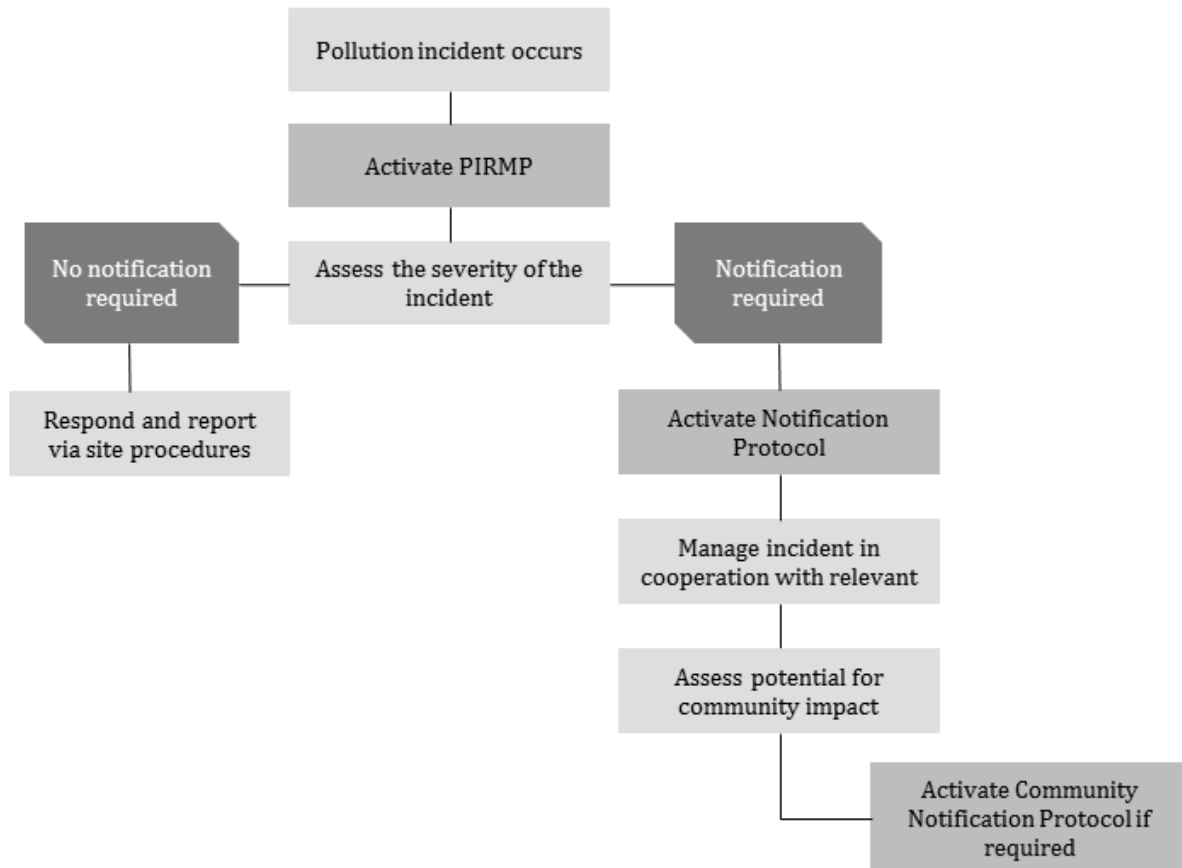 Pollution incident occurs
Activate PIRMP
No notification
required
Assess the severity of the
incident
Notification
required
Respond and report
via site procedures
Activate Notification
Protocol
Manage incident in
cooperation with relevant
Assess potential for
community impact
Activate Community
Notification Protocol if
required